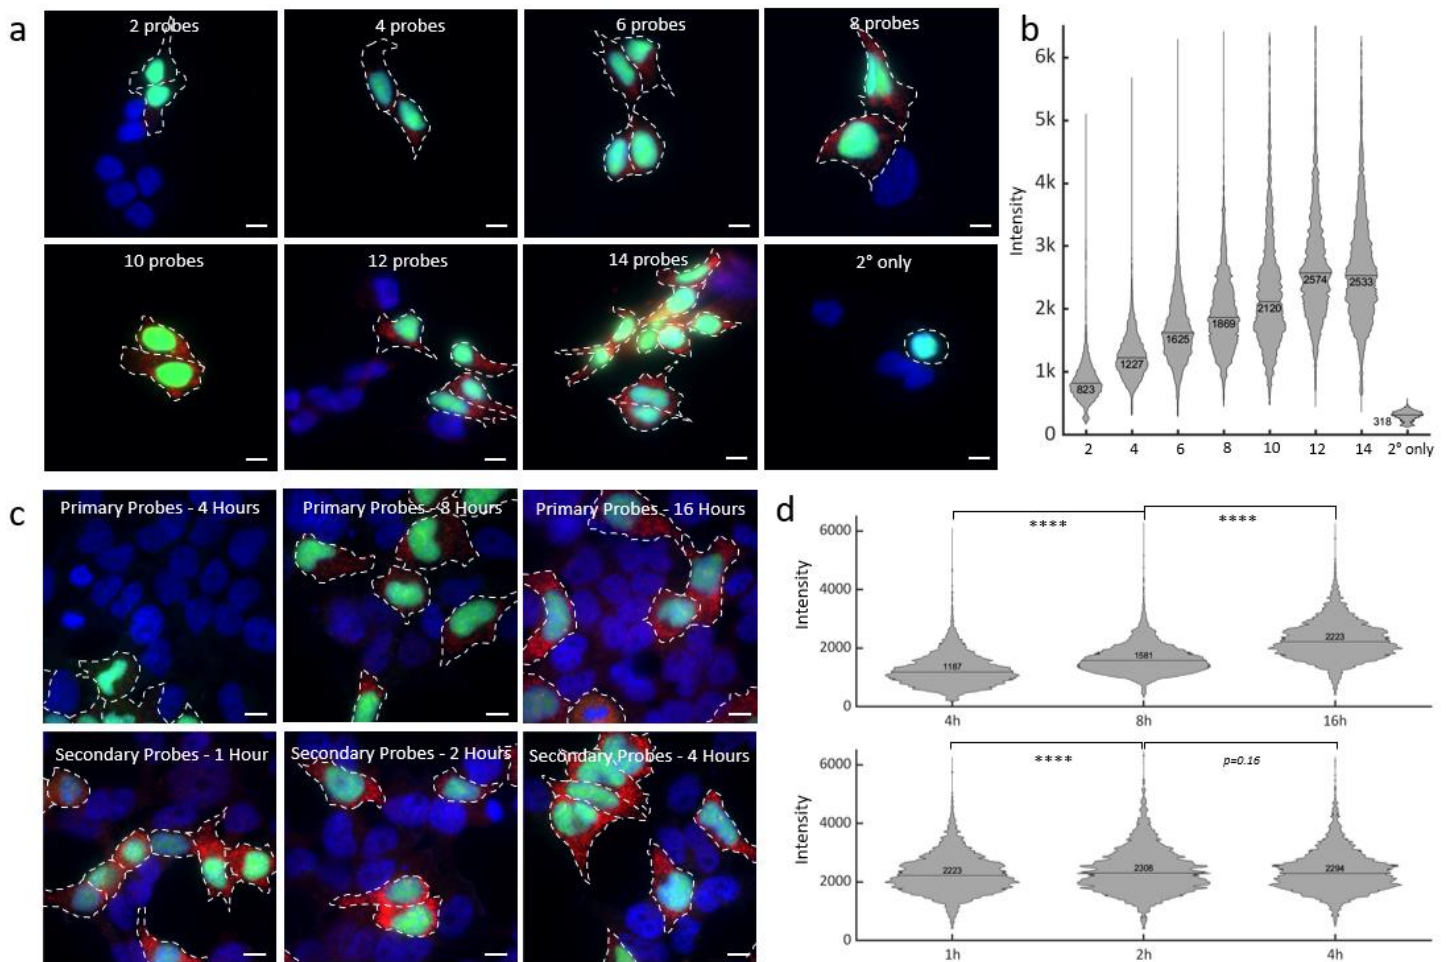 a
2 probes
4 probes
6 probes
8 probes
10 probes
12 probes
14 probes
2° only
b
Intensity
6k
5k
4k
3k
2k
1k
0
823
1227
1625
1869
2120
2574
2533
318
2 4 6 8 10 12 14 2° only
c
Primary Probes - 4 Hours
Primary Probes - 8 Hours
Primary Probes - 16 Hours
Secondary Probes - 1 Hour
Secondary Probes - 2 Hours
Secondary Probes - 4 Hours
d
Intensity
6000
4000
2000
0
****
****
1187
1581
2223
4h 8h 16h
Intensity
6000
4000
2000
0
****
p=0.16
2223
2308
2294
1h 2h 4h